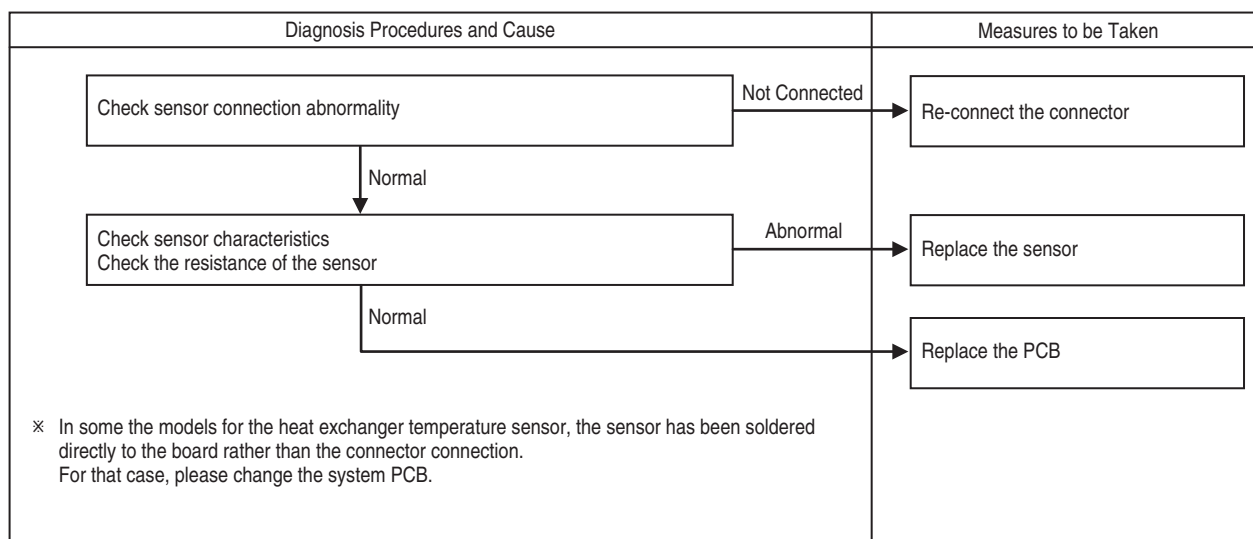 Diagnosis Procedures and Cause
Measures to be Taken
Check sensor connection abnormality
Not Connected
Re-connect the connector
Normal
Check sensor characteristics
Check the resistance of the sensor
Abnormal
Replace the sensor
Normal
Replace the PCB
※ In some the models for the heat exchanger temperature sensor, the sensor has been soldered
directly to the board rather than the connector connection.
For that case, please change the system PCB.